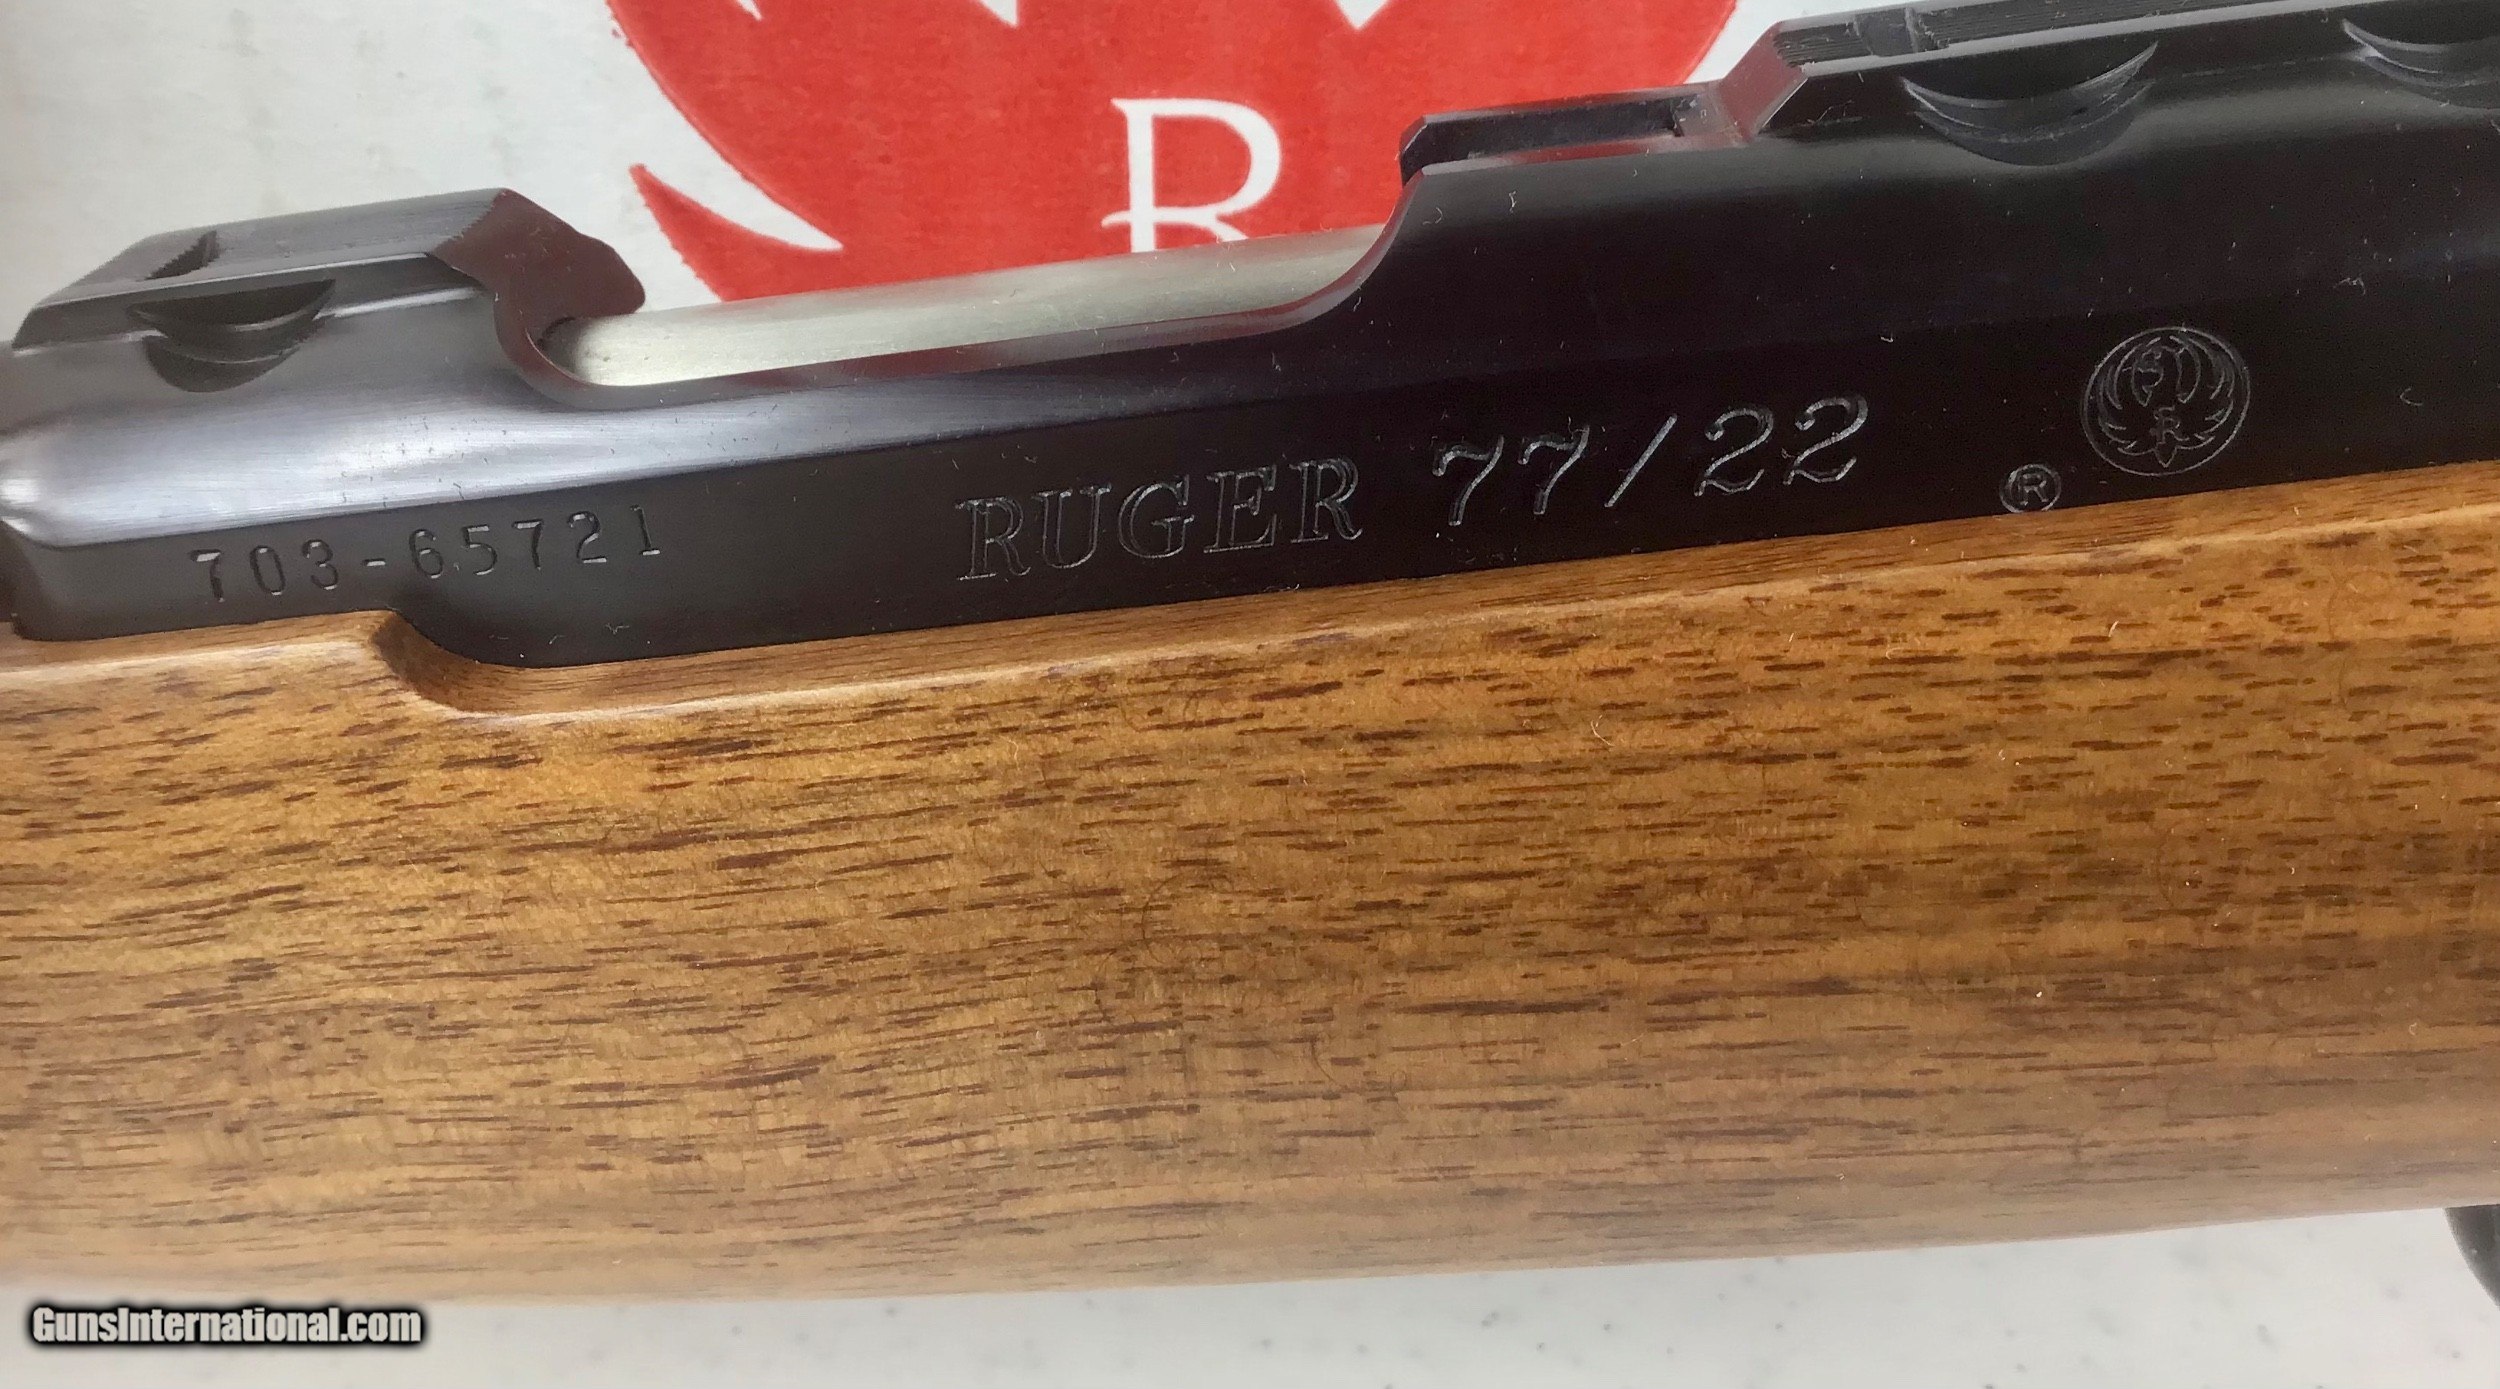 R
703-65721
RUGER 77/22
®
R
GunsInternational.com